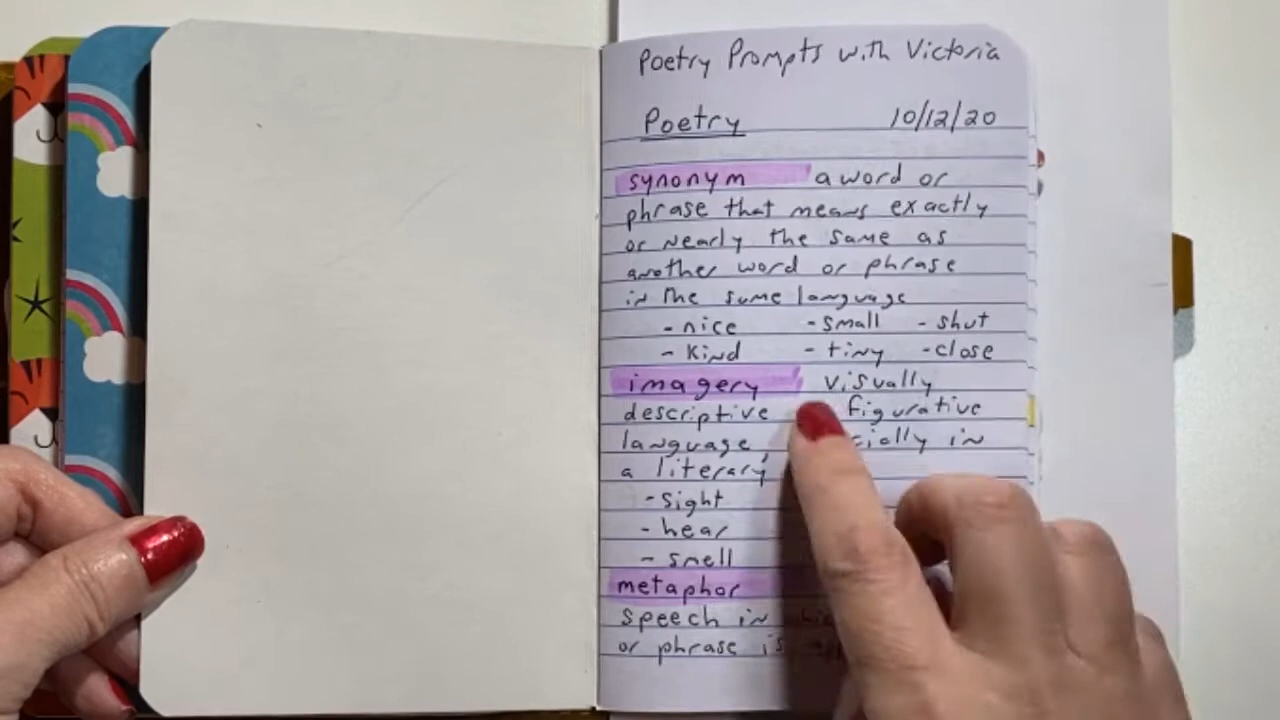 Poetry Prompts with Victoria
Poetry 10/12/20
synonym a word or
phrase that means exactly
or nearly the same as
another word or phrase
in the same language
- nice - small - shut
- kind - tiny - close
imagery visually
descriptive figurative
language, in
a literary
- sight
- hear
- smell
metaphor
speech in
or phrase is